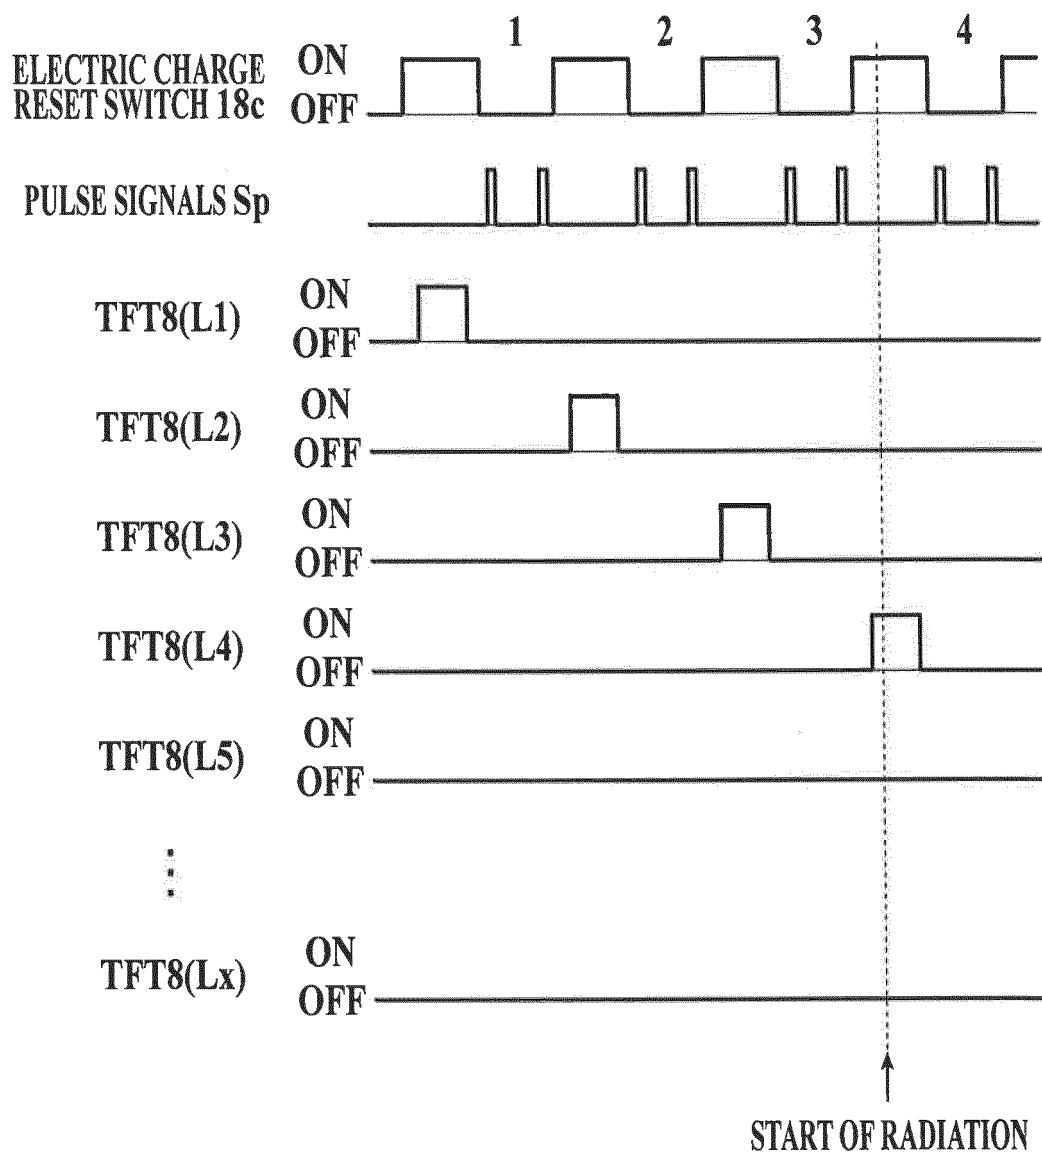 1 2 3 4
ELECTRIC CHARGE ON
RESET SWITCH 18c OFF
PULSE SIGNALS Sp
TFT8(L1) ON
OFF
TFT8(L2) ON
OFF
TFT8(L3) ON
OFF
TFT8(L4) ON
OFF
TFT8(L5) ON
OFF
TFT8(Lx) ON
OFF
START OF RADIATION